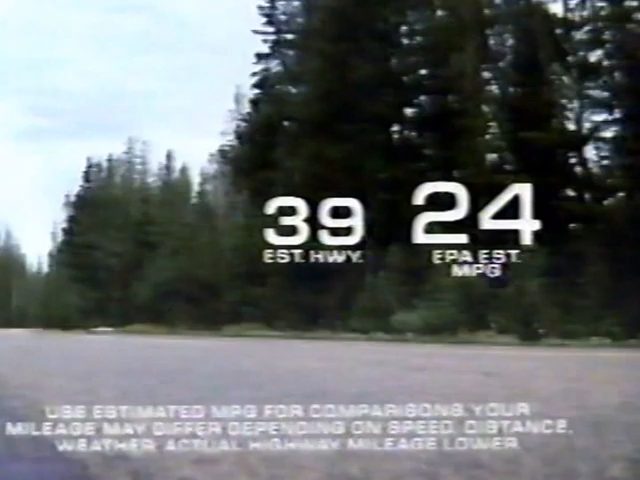 39 24
EST. HWY. EPA EST.
MPG
USE ESTIMATED MPG FOR COMPARISONS. YOUR
MILEAGE MAY DIFFER DEPENDING ON SPEED, DISTANCE,
WEATHER. ACTUAL HIGHWAY MILEAGE LOWER.